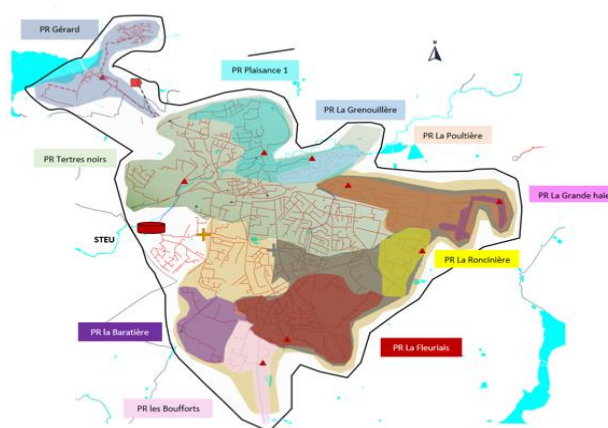 PR Gérard
PR Plaisance 1
N
PR La Grenouillère
PR La Poultière
PR Tertres noirs
PR La Grande haie
STEU
PR La Roncinière
PR la Baratière
PR La Fleuriais
PR les Boufforts